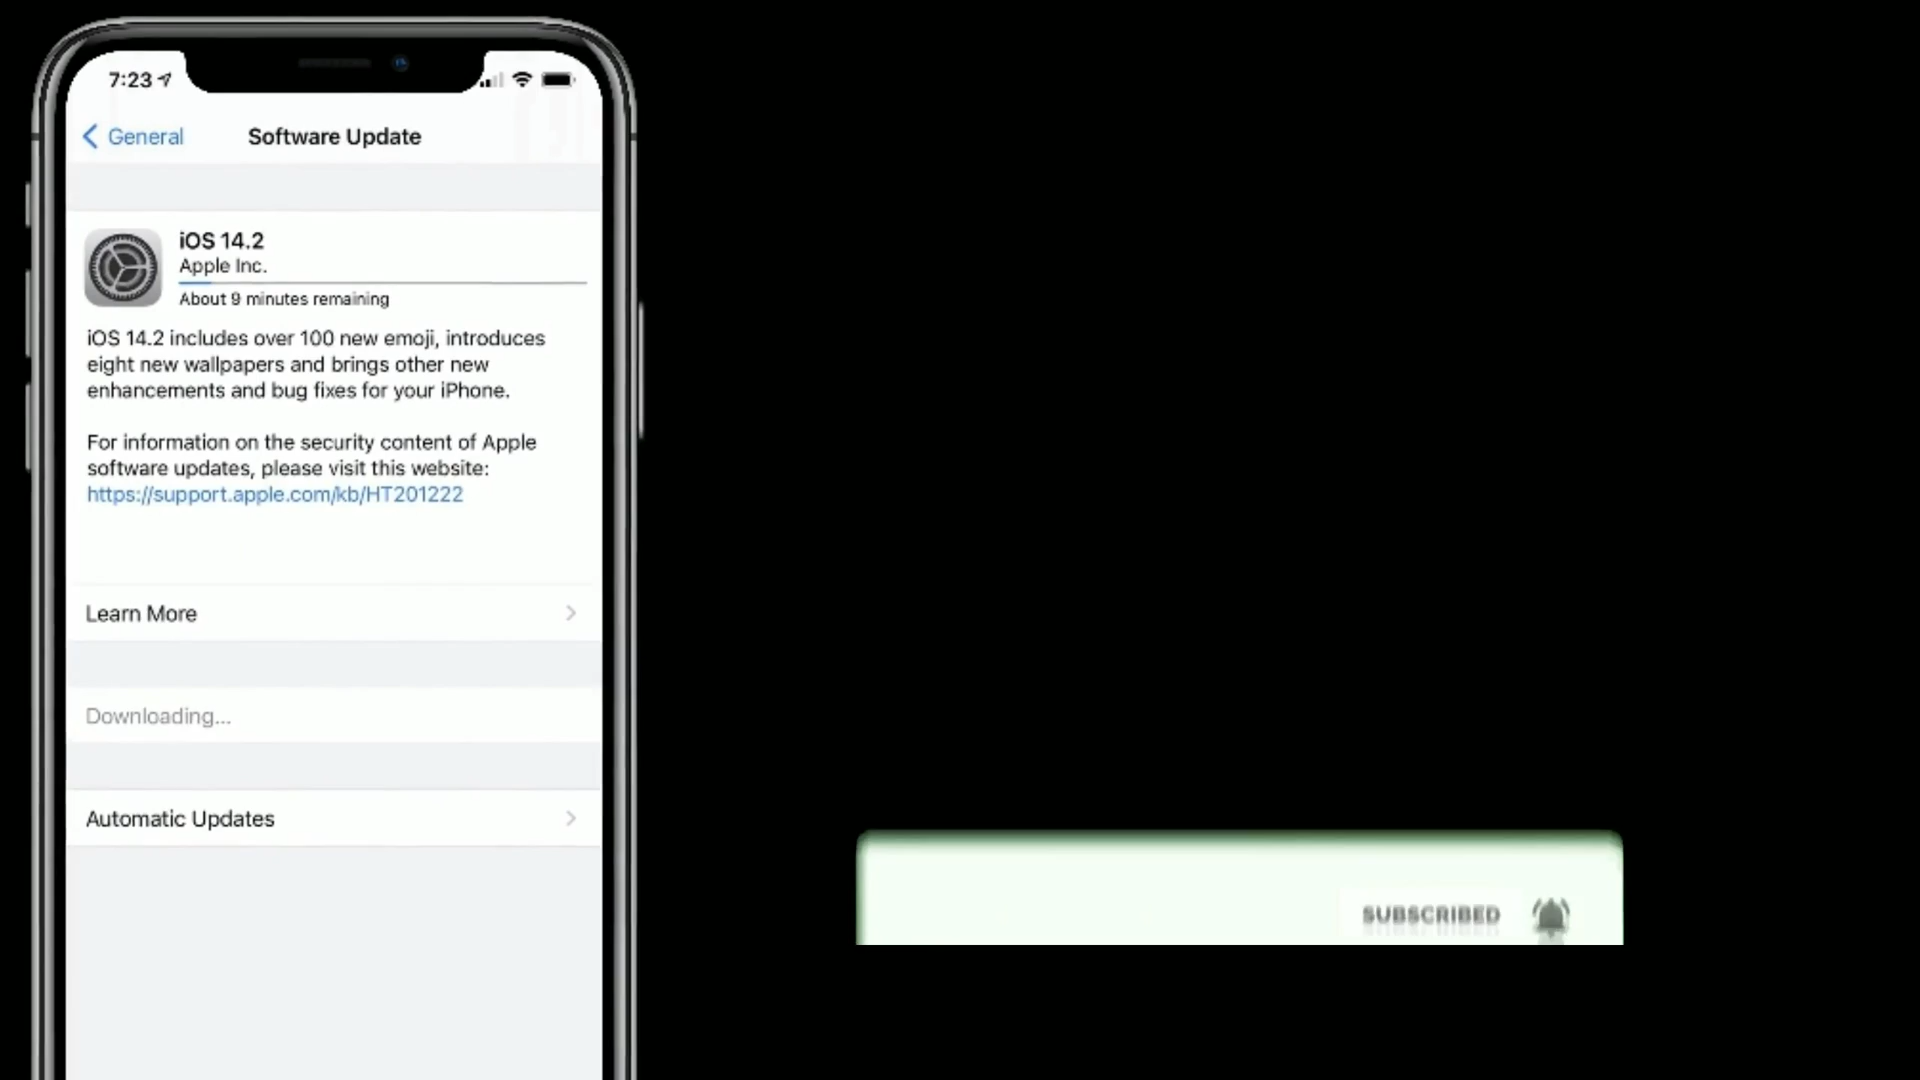 7:23
General
Software Update
iOS 14.2
Apple Inc.
About 9 minutes remaining
iOS 14.2 includes over 100 new emoji, introduces
eight new wallpapers and brings other new
enhancements and bug fixes for your iPhone.
For information on the security content of Apple
software updates, please visit this website:
https://support.apple.com/kb/HT201222
Learn More
Downloading...
Automatic Updates
SUBSCRIBED